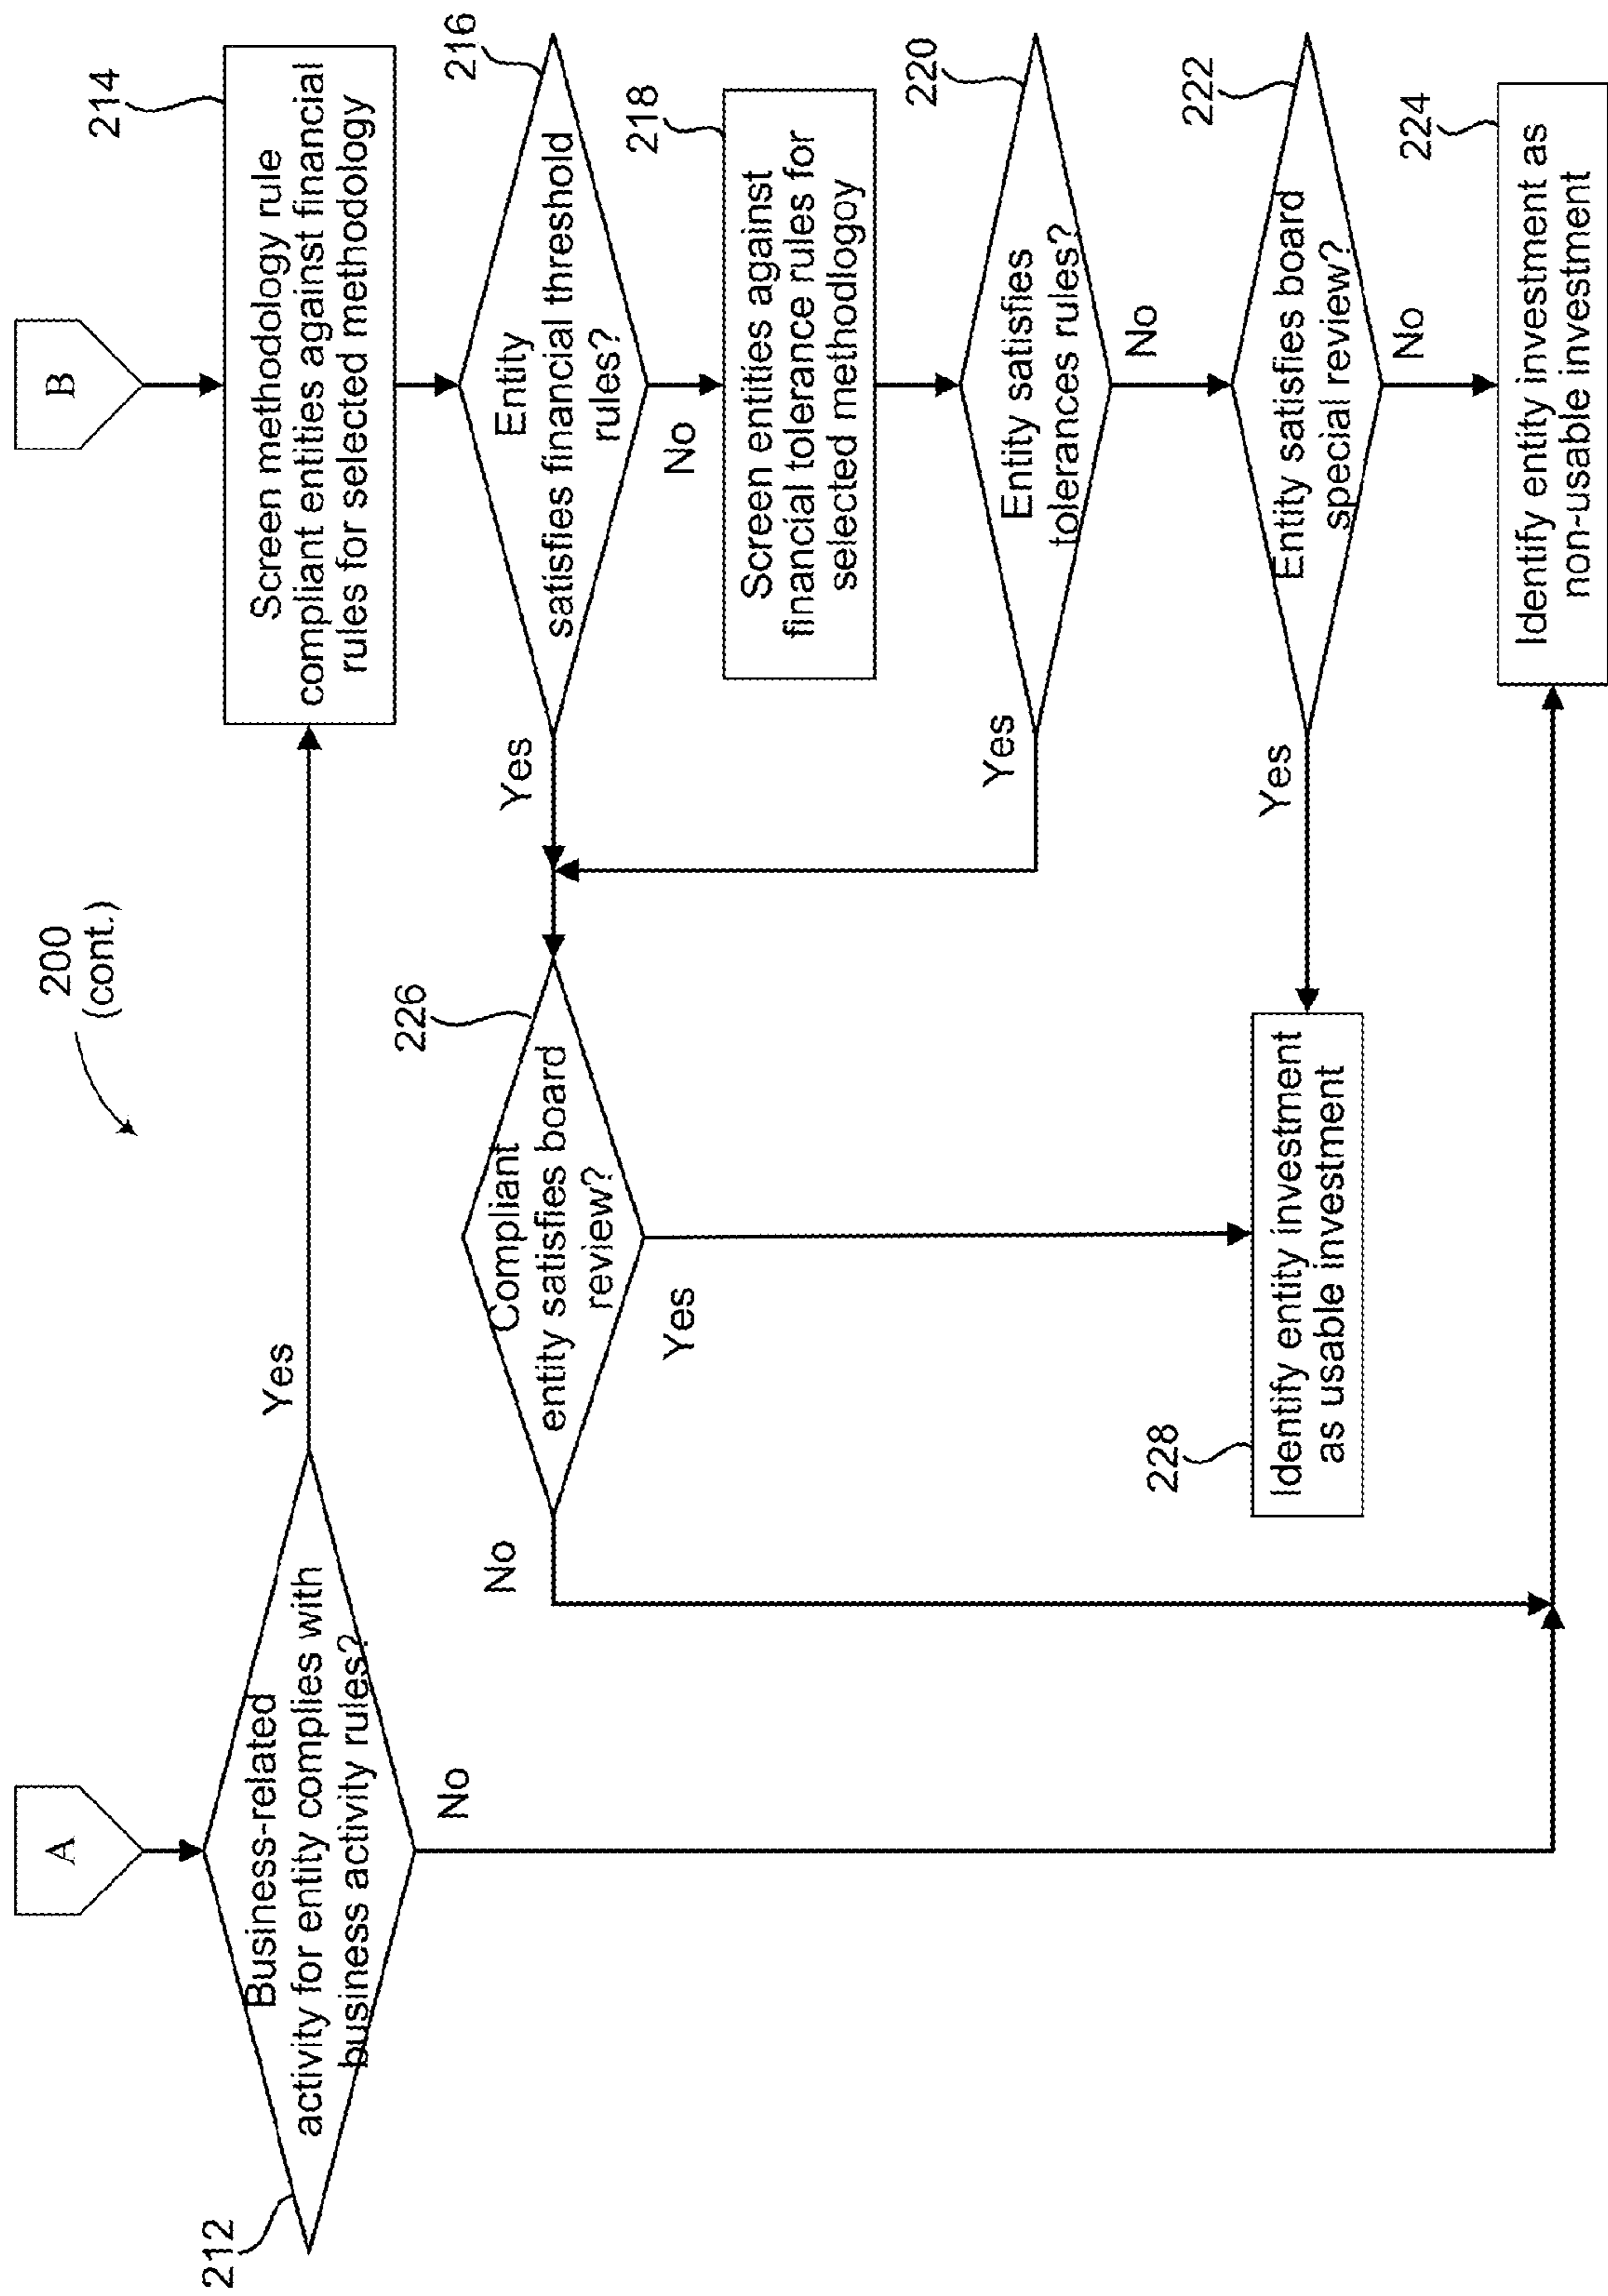 200
(cont.)
A
B
212
Business-related
activity for entity complies with
business activity rules?
Yes
No
214
Screen methodology rule
compliant entities against financial
rules for selected methodology
216
Entity
satisfies financial threshold
rules?
Yes
No
226
Compliant
entity satisfies board
review?
No
Yes
218
Screen entities against
financial tolerance rules for
selected methodlogoy
220
Entity satisfies
tolerances rules?
Yes
No
222
Entity satisfies board
special review?
Yes
No
228
Identify entity investment
as usable investment
224
Identify entity investment as
non-usable investment